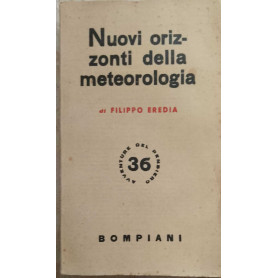 Nuovi oriz-
zonti della
meteorologia
di FILIPPO EREDIA
AVVENTURE DEL PENSIERO
36
BOMPIANI